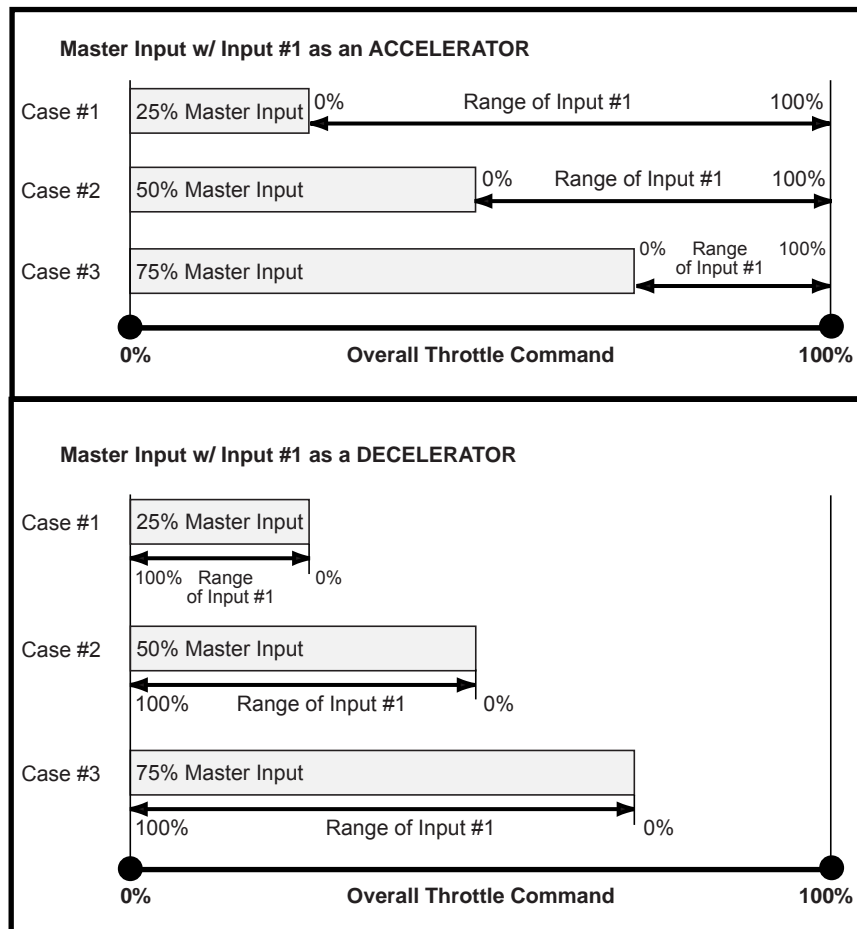 Master Input w/ Input #1 as an ACCELERATOR
Case #1
25% Master Input
0%
Range of Input #1
100%
Case #2
50% Master Input
0%
Range of Input #1
100%
Case #3
75% Master Input
0%
Range
of Input #1
100%
0%
Overall Throttle Command
100%
Master Input w/ Input #1 as a DECELERATOR
Case #1
25% Master Input
100%
Range
of Input #1
0%
Case #2
50% Master Input
100%
Range of Input #1
0%
Case #3
75% Master Input
100%
Range of Input #1
0%
0%
Overall Throttle Command
100%